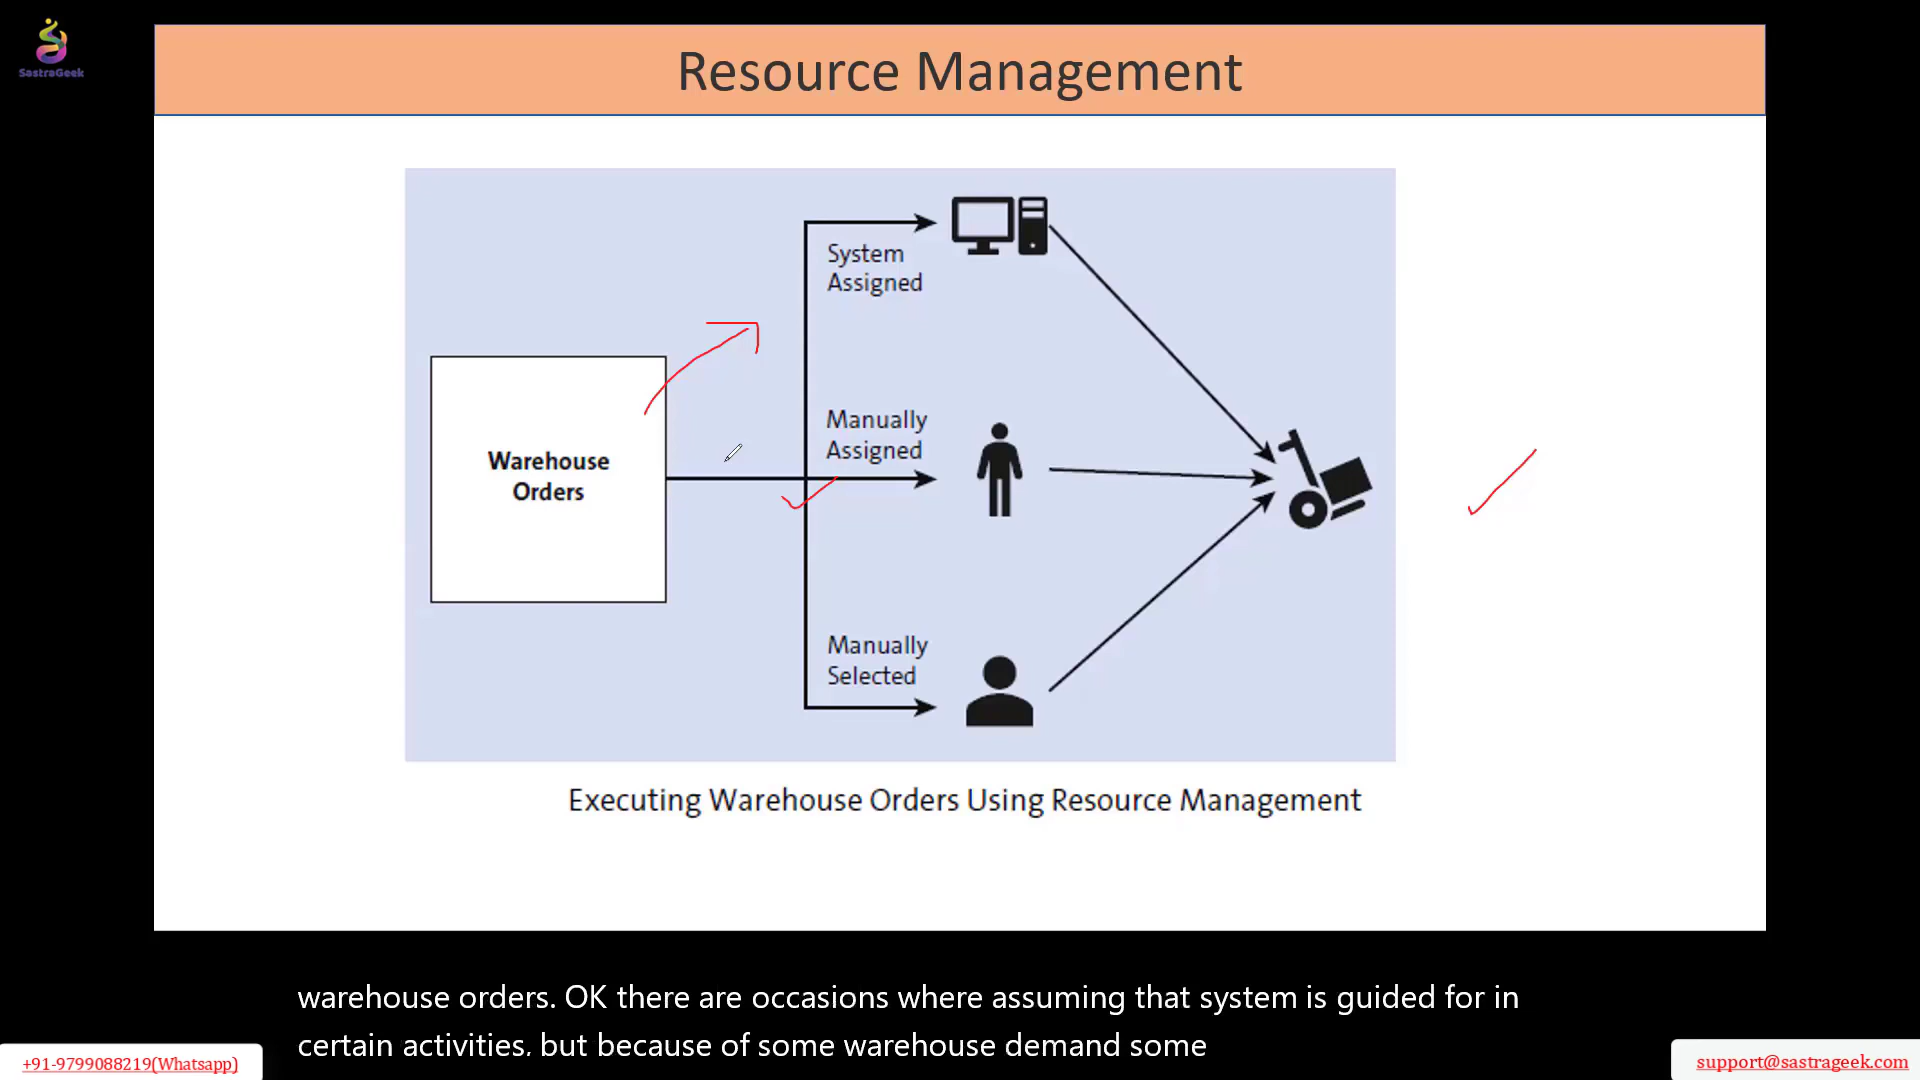 SastraGeek
Resource Management
System
Assigned
Manually
Assigned
Warehouse
Orders
Manually
Selected
Executing Warehouse Orders Using Resource Management
warehouse orders. OK there are occasions where assuming that system is guided for in
certain activities, but because of some warehouse demand some
+91-9799088219(Whatsapp)
support@sastrageek.com